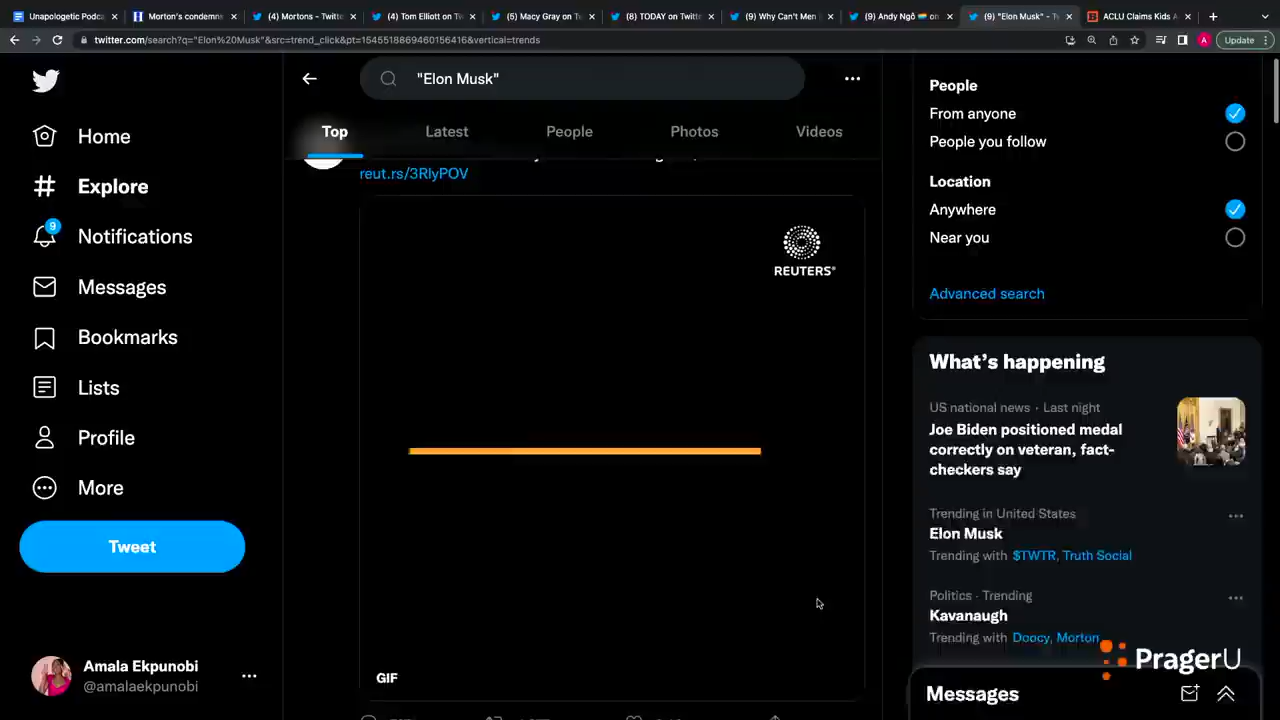 Unapologetic Podca
Morton's condemn
(4) Mortons - Twitte
(4) Tom Elliott on Tw
(5) Macy Gray on Tw
(8) TODAY on Twitt
(9) Why Can't Men
(9) Andy Ngô 🏳️‍🌈 on
(9) "Elon Musk" - Tw
ACLU Claims Kids A
twitter.com/search?q="Elon%20Musk"&src=trend_click&pt=1545518869460156416&vertical=trends
Update
"Elon Musk"
Top
Latest
People
Photos
Videos
reut.rs/3RlyPOV
REUTERS®
GIF
Home
Explore
9
Notifications
Messages
Bookmarks
Lists
Profile
More
Tweet
Amala Ekpunobi
@amalaekpunobi
People
From anyone
People you follow
Location
Anywhere
Near you
Advanced search
What's happening
US national news · Last night
Joe Biden positioned medal
correctly on veteran, fact-
checkers say
Trending in United States
Elon Musk
Trending with $TWTR, Truth Social
Politics · Trending
Kavanaugh
Trending with Doocy, Morton
PragerU
Messages